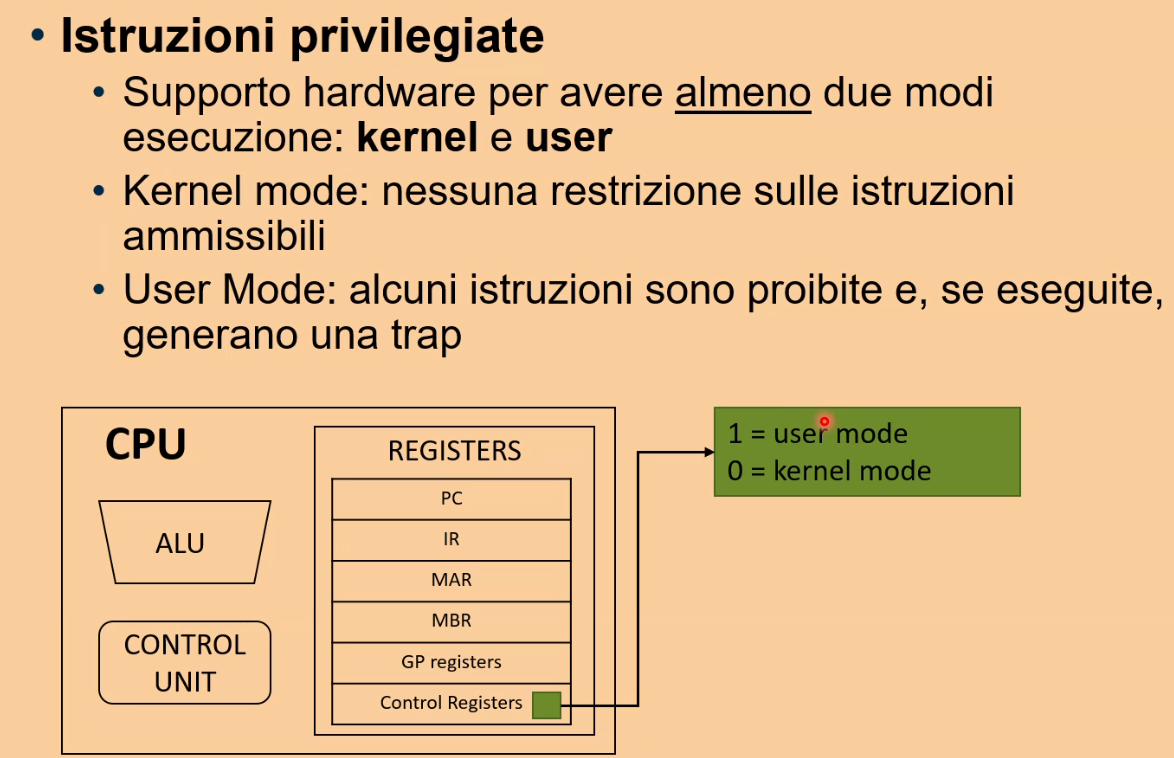 • Istruzioni privilegiate
• Supporto hardware per avere almeno due modi
esecuzione: kernel e user
• Kernel mode: nessuna restrizione sulle istruzioni
ammissibili
• User Mode: alcuni istruzioni sono proibite e, se eseguite,
generano una trap
CPU
ALU
CONTROL
UNIT
REGISTERS
PC
IR
MAR
MBR
GP registers
Control Registers
1 = user mode
0 = kernel mode